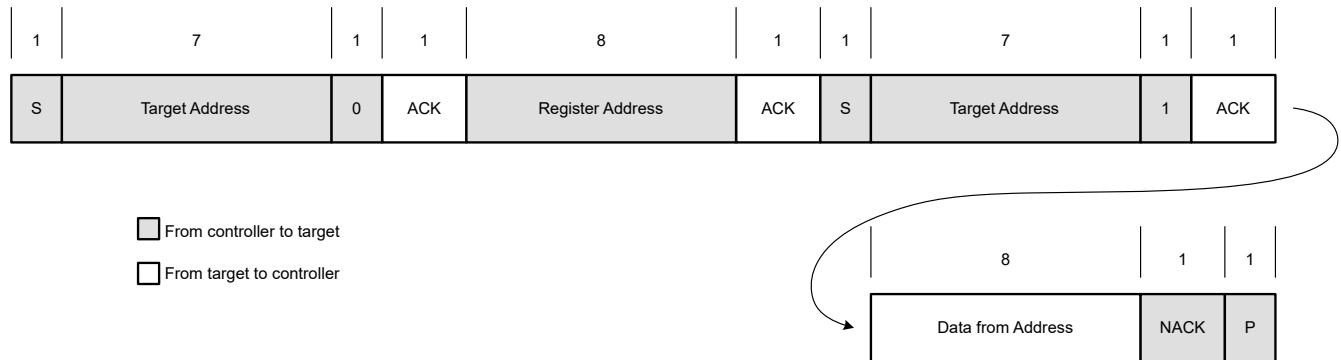 1 7 1 1 8 1 1 7 1 1
S Target Address 0 ACK Register Address ACK S Target Address 1 ACK
From controller to target
From target to controller
8 1 1
Data from Address NACK P